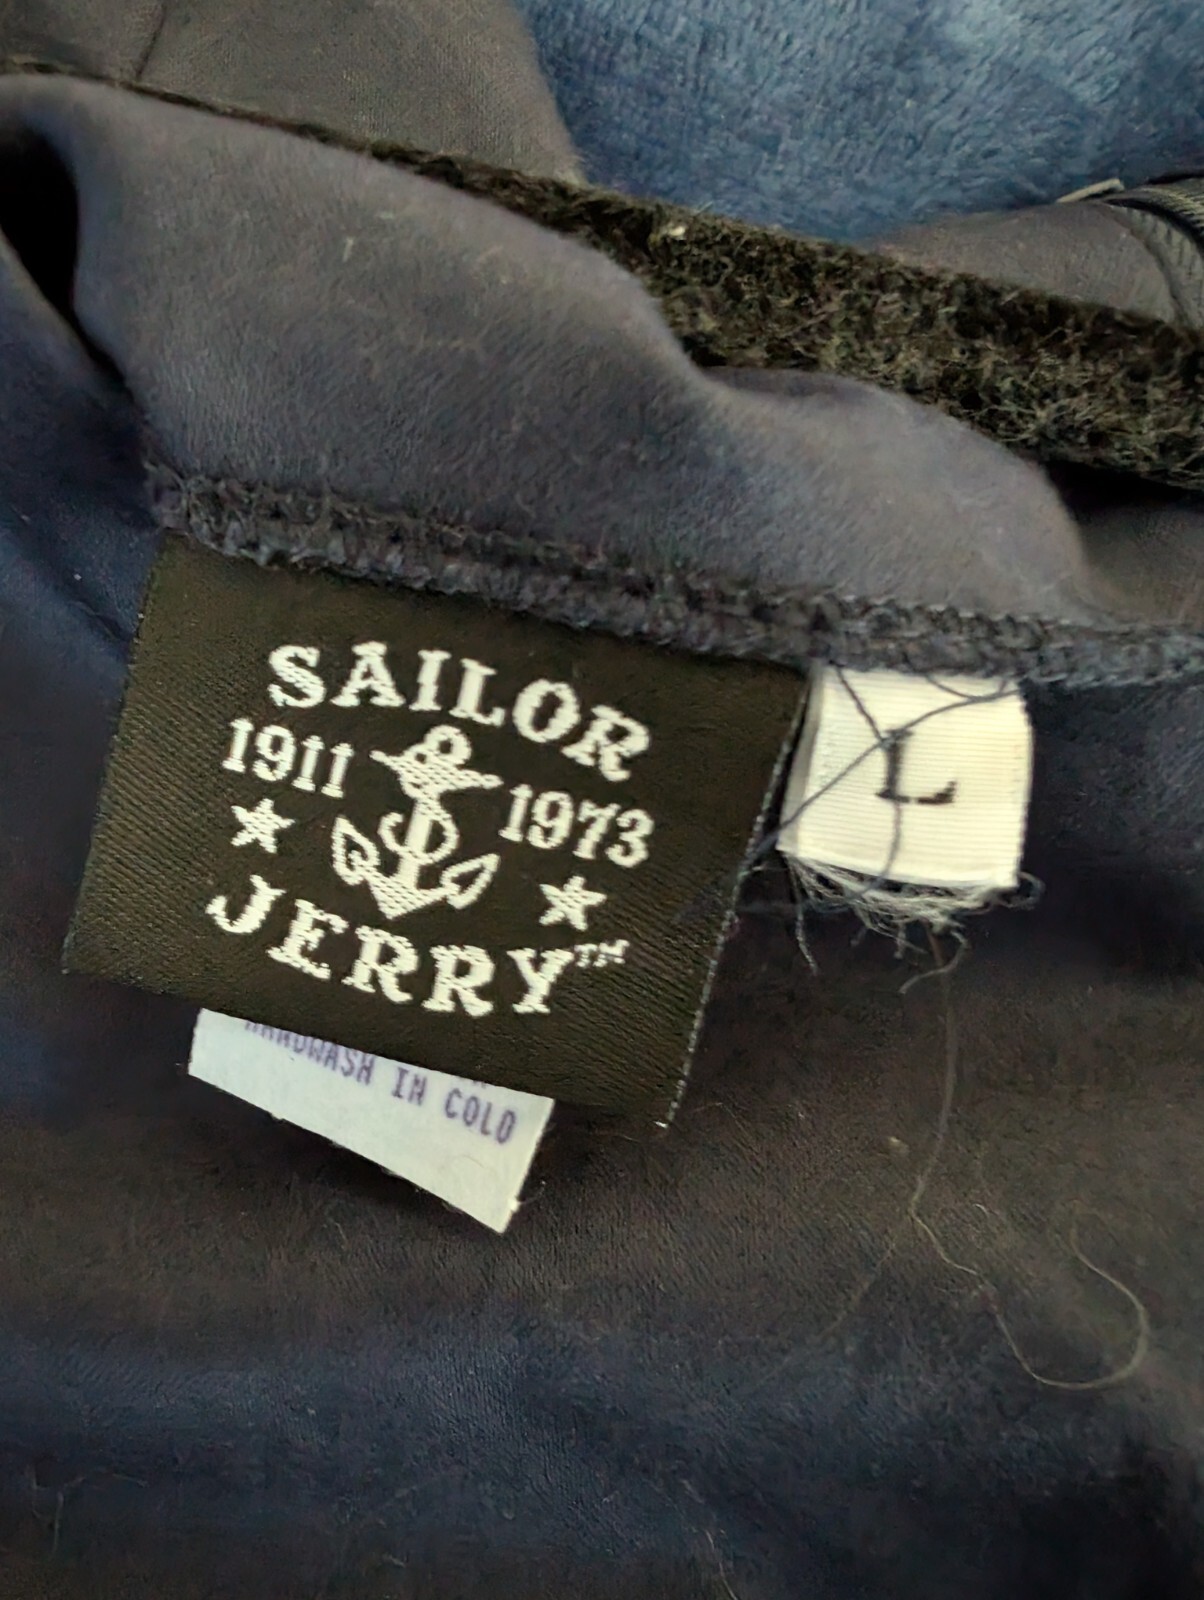 SAILOR
1911 1973
JERRY™
L
HANDWASH IN COLD